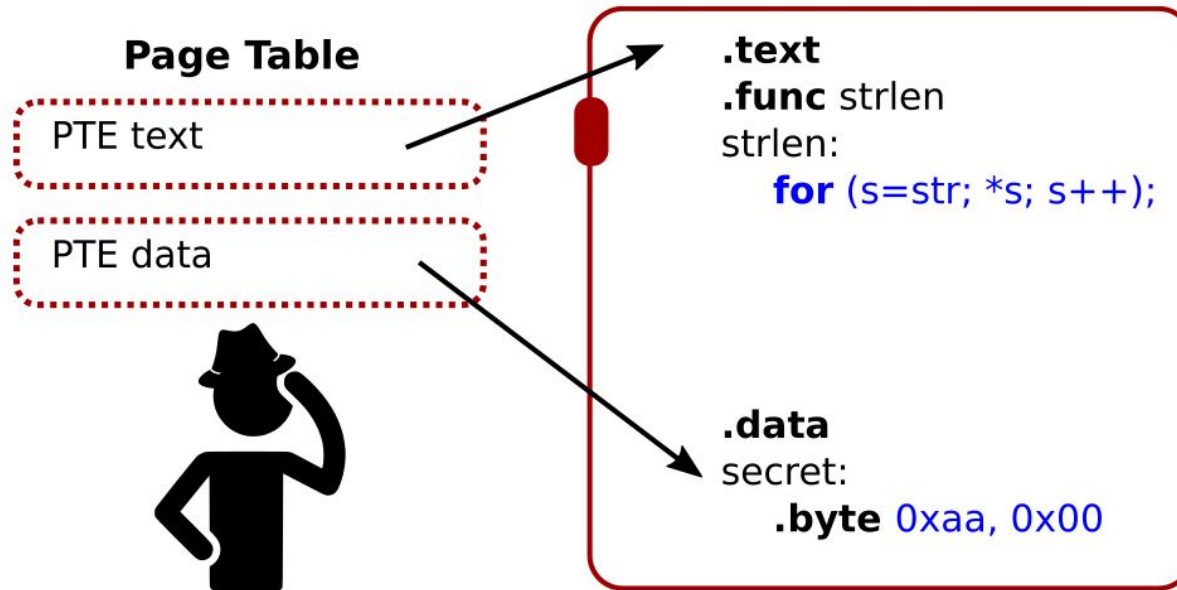 Page Table
PTE text
PTE data
.text
.func strlen
strlen:
for (s=str; *s; s++);
.data
secret:
.byte 0xaa, 0x00